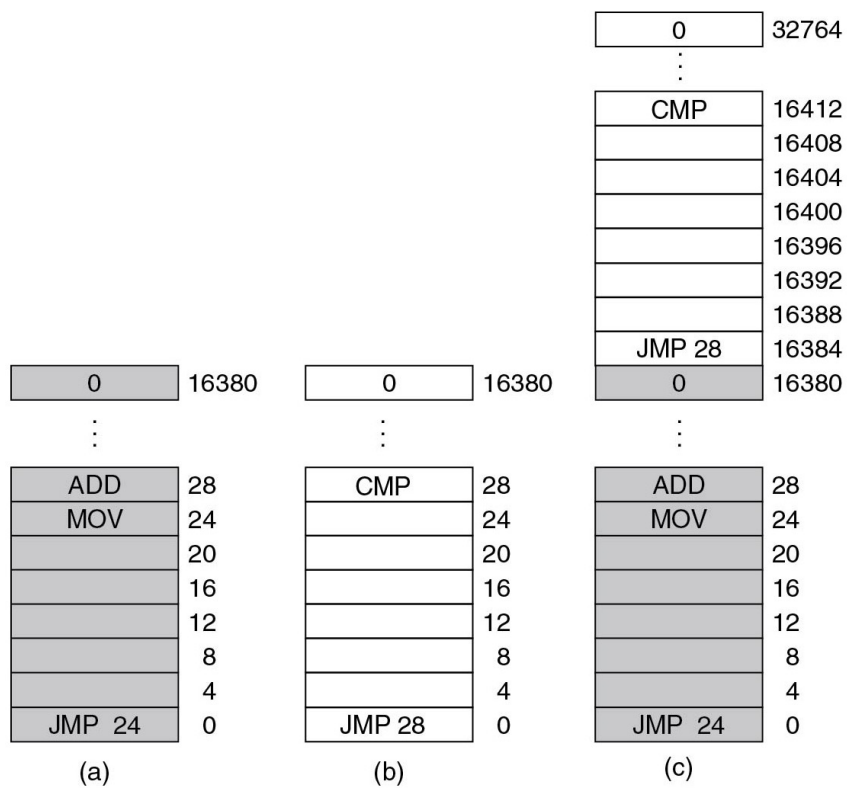 0 32764
CMP 16412
16408
16404
16400
16396
16392
16388
JMP 28 16384
0 16380 0 16380 0 16380
ADD 28 CMP 28 ADD 28
MOV 24 24 MOV 24
20 20 20
16 16 16
12 12 12
8 8 8
4 4 4
JMP 24 0 JMP 28 0 JMP 24 0
(a) (b) (c)